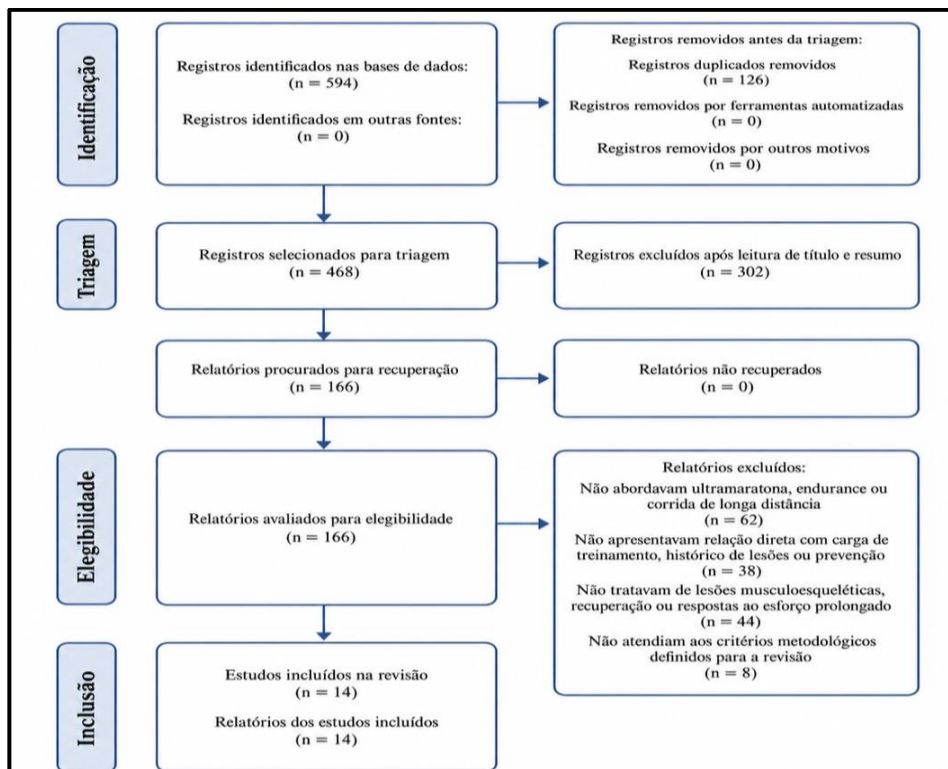 Identificação
Registros identificados nas bases de dados:
(n = 594)
Registros identificados em outras fontes:
(n = 0)
Registros removidos antes da triagem:
Registros duplicados removidos
(n = 126)
Registros removidos por ferramentas automatizadas
(n = 0)
Registros removidos por outros motivos
(n = 0)
Triagem
Registros selecionados para triagem
(n = 468)
Registros excluídos após leitura de título e resumo
(n = 302)
Relatórios procurados para recuperação
(n = 166)
Relatórios não recuperados
(n = 0)
Elegibilidade
Relatórios avaliados para elegibilidade
(n = 166)
Relatórios excluídos:
Não abordavam ultramaratona, endurance ou
corrida de longa distância
(n = 62)
Não apresentavam relação direta com carga de
treinamento, histórico de lesões ou prevenção
(n = 38)
Não tratavam de lesões musculoesqueléticas,
recuperação ou respostas ao esforço prolongado
(n = 44)
Não atendiam aos critérios metodológicos
definidos para a revisão
(n = 8)
Inclusão
Estudos incluídos na revisão
(n = 14)
Relatórios dos estudos incluídos
(n = 14)